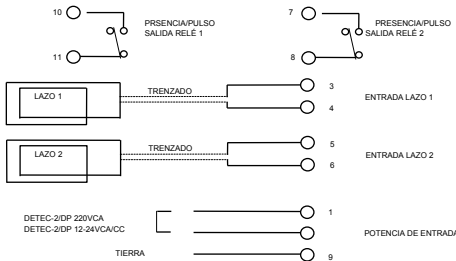 10
PRSENCIA/PULSO
SALIDA RELÉ 1
11
7
PRESENCIA/PULSO
SALIDA RELÉ 2
8
LAZO 1
TRENZADO
3
4
ENTRADA LAZO 1
LAZO 2
TRENZADO
5
6
ENTRADA LAZO 2
DETEC-2/DP 220VCA
DETEC-2/DP 12-24VCA/CC
1
POTENCIA DE ENTRADA
TIERRA
9